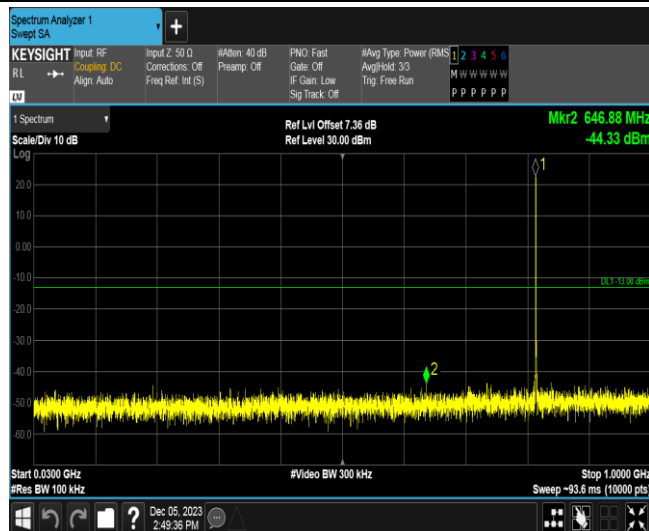 Spectrum Analyzer 1
Swept SA
+
KEYSIGHT Input: RF Input Z: 50 Ω #Atten: 40 dB PNO: Fast #Avg Type: Power (RMS 1 2 3 4 5 6
RL Coupling: DC Corrections: Off Preamp: Off Gate: Off Avg|Hold: 3/3 M W W W W W
Align: Auto Freq Ref: Int (S) IF Gain: Low Trig: Free Run
LXI Sig Track: Off P P P P P P
1 Spectrum Ref Lvl Offset 7.36 dB Mkr2 646.88 MHz
Scale/Div 10 dB Ref Level 30.00 dBm -44.33 dBm
Log
1
20.0
10.0
0.00
-10.0
DL1 -13.00 dBm
-20.0
-30.0
-40.0
2
-50.0
-60.0
Start 0.0300 GHz #Video BW 300 kHz Stop 1.0000 GHz
#Res BW 100 kHz Sweep ~93.6 ms (10000 pts)
? Dec 05, 2023
2:49:36 PM